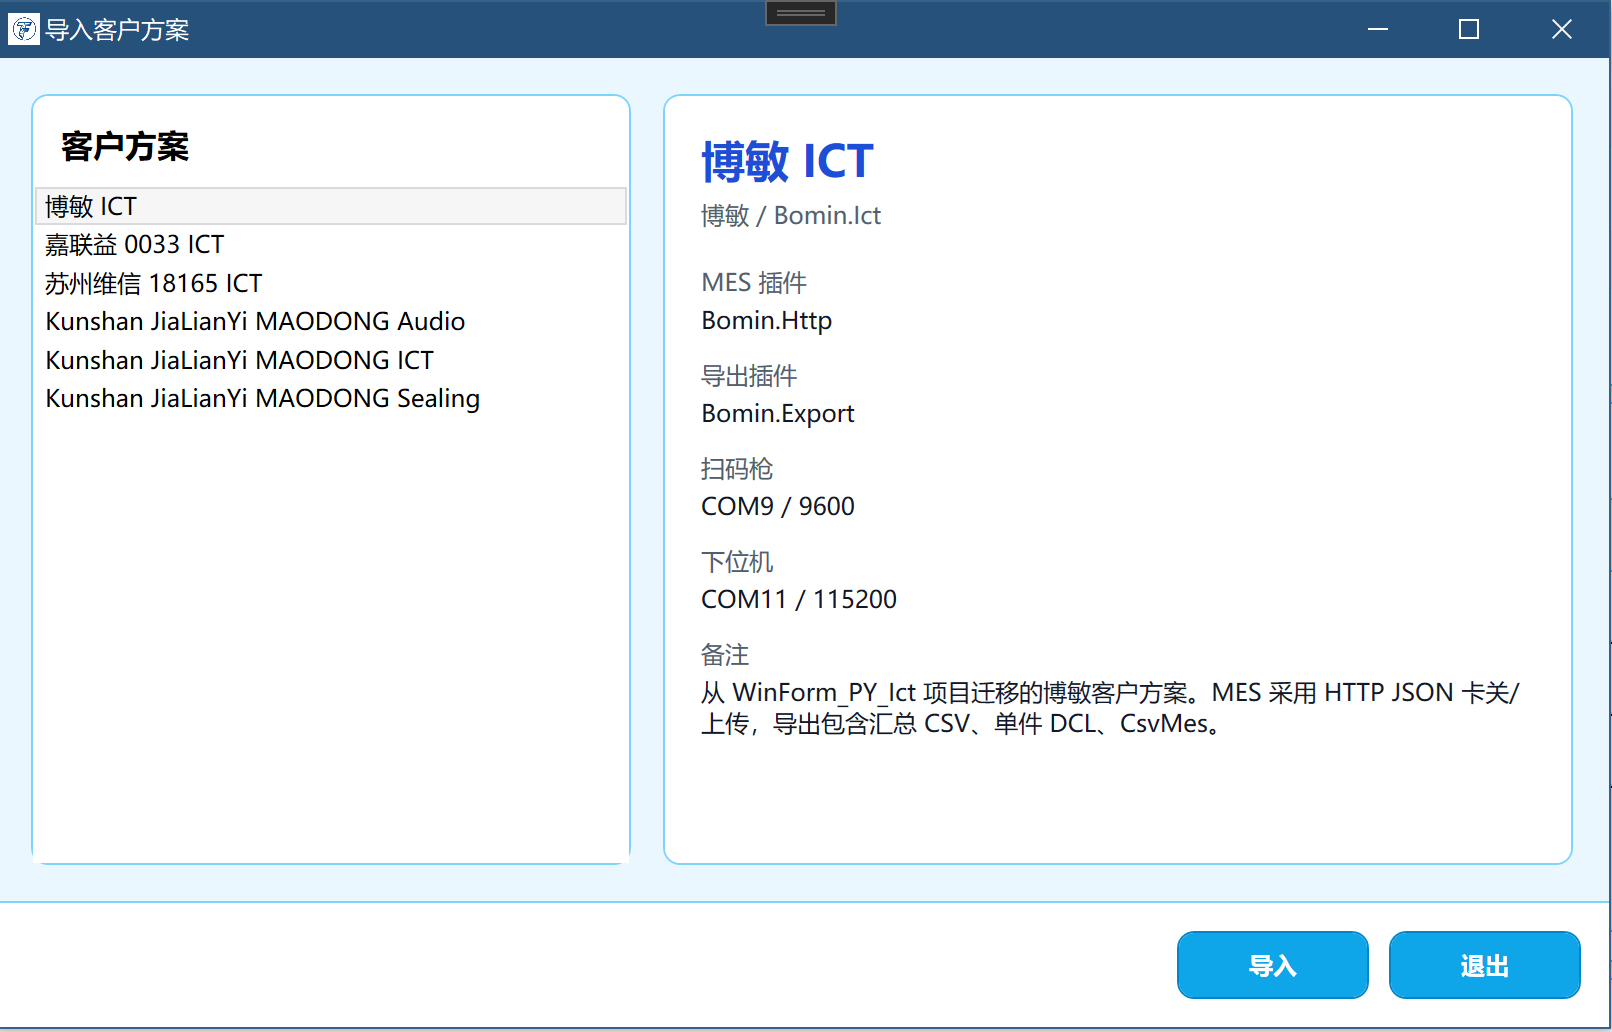 导入客户方案
客户方案
博敏 ICT
嘉联益 0033 ICT
苏州维信 18165 ICT
Kunshan JiaLianYi MAODONG Audio
Kunshan JiaLianYi MAODONG ICT
Kunshan JiaLianYi MAODONG Sealing
博敏 ICT
博敏 / Bomin.Ict
MES 插件
Bomin.Http
导出插件
Bomin.Export
扫码枪
COM9 / 9600
下位机
COM11 / 115200
备注
从 WinForm_PY_Ict 项目迁移的博敏客户方案。MES 采用 HTTP JSON 卡关/
上传，导出包含汇总 CSV、单件 DCL、CsvMes。
导入
退出